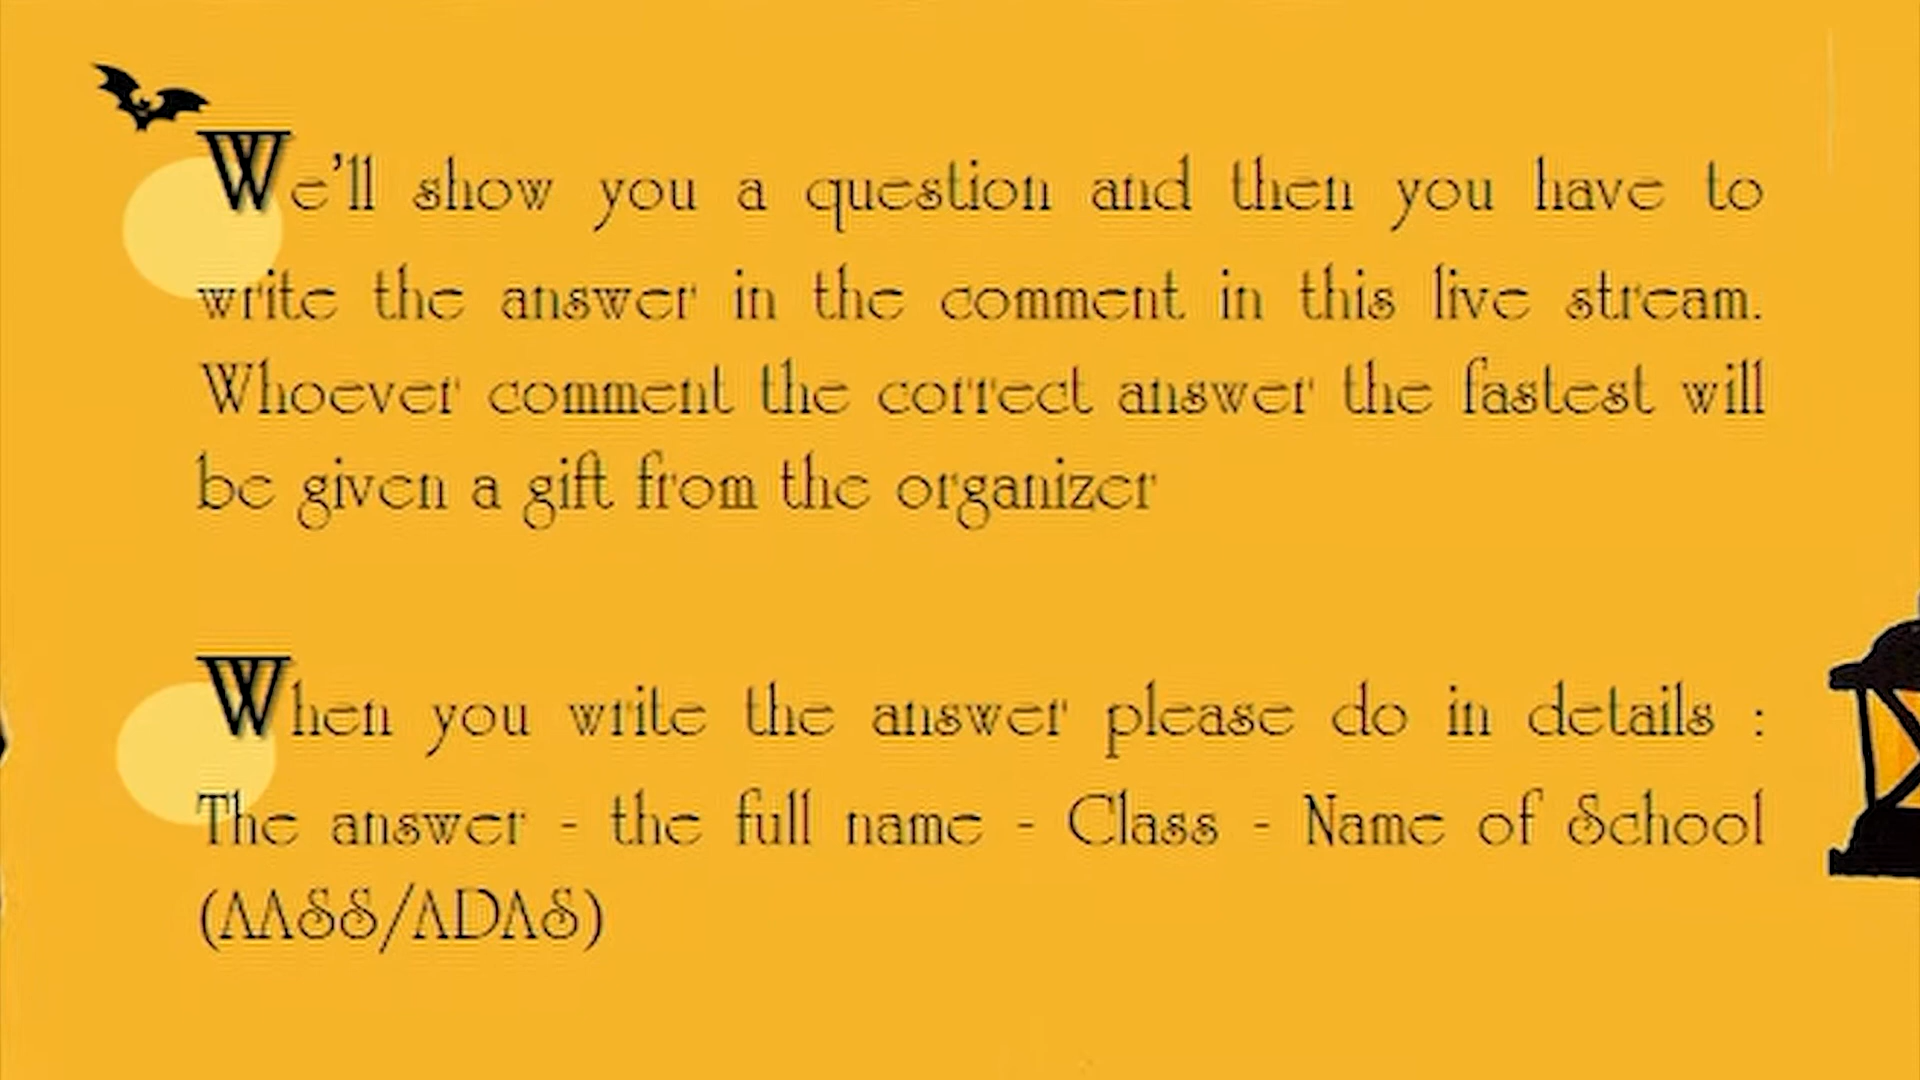 We'll show you a question and then you have to
write the answer in the comment in this live stream.
Whoever comment the correct answer the fastest will
be given a gift from the organizer
When you write the answer please do in details :
The answer - the full name - Class - Name of School
(AASS/ADAS)